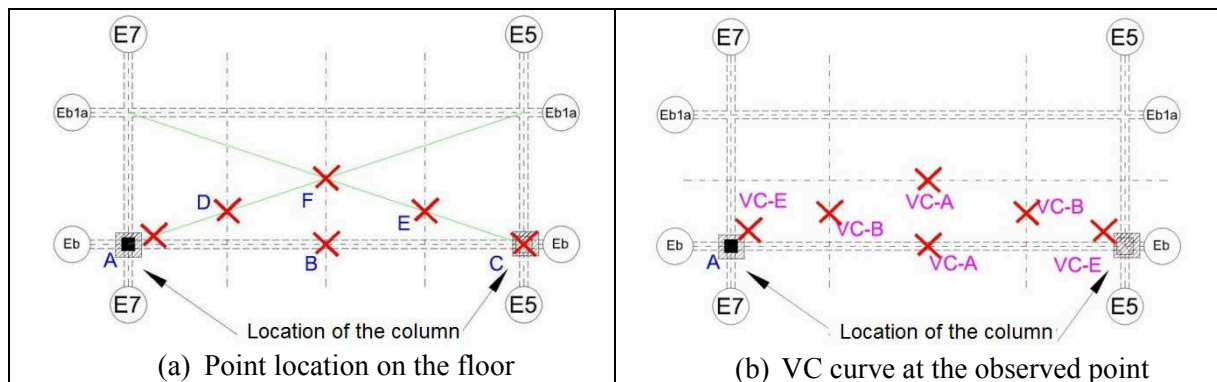 E7
E5
Eb1a
Eb1a
D
F
E
Eb
A
B
C
Eb
E7
E5
Location of the column
(a) Point location on the floor
E7
E5
Eb1a
Eb1a
VC-E
VC-A
VC-B
VC-B
Eb
A
VC-A
VC-E
Eb
E7
E5
Location of the column
(b) VC curve at the observed point